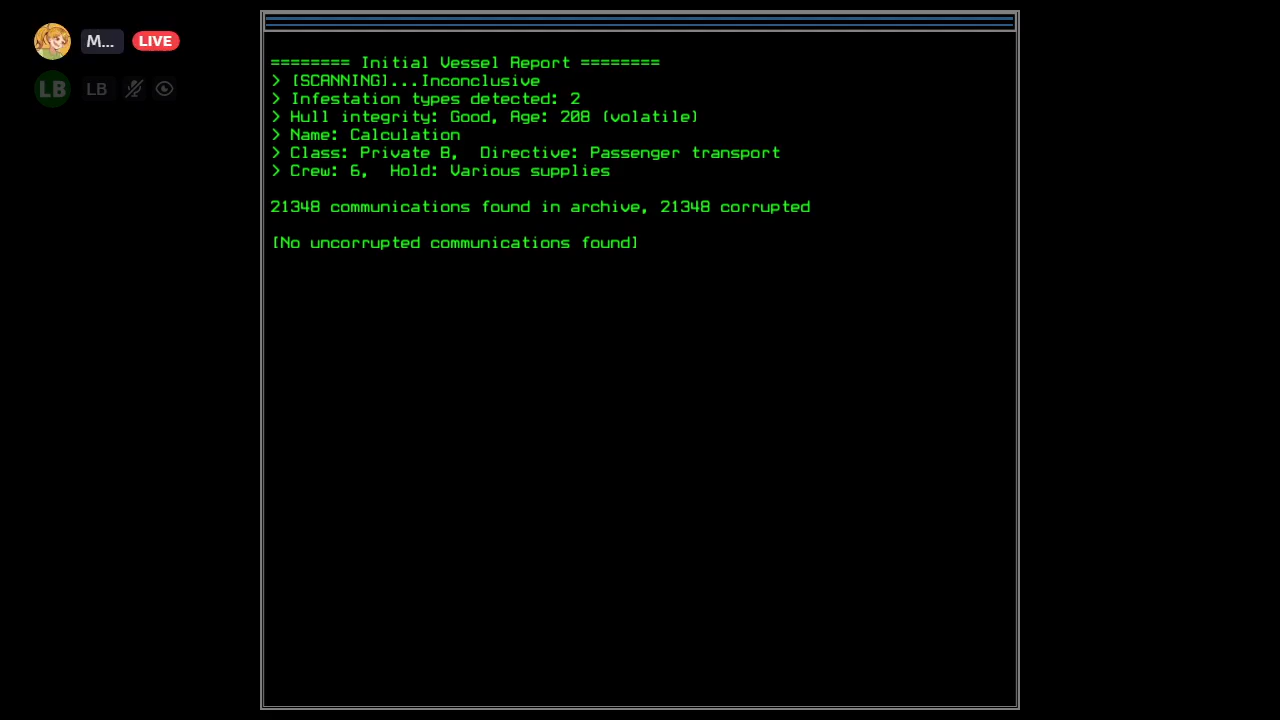 M...
LIVE
LB
LB
======== Initial Vessel Report ========
> [SCANNING]...Inconclusive
> Infestation types detected: 2
> Hull integrity: Good, Age: 208 (volatile)
> Name: Calculation
> Class: Private B,  Directive: Passenger transport
> Crew: 6,  Hold: Various supplies
21348 communications found in archive, 21348 corrupted
[No uncorrupted communications found]